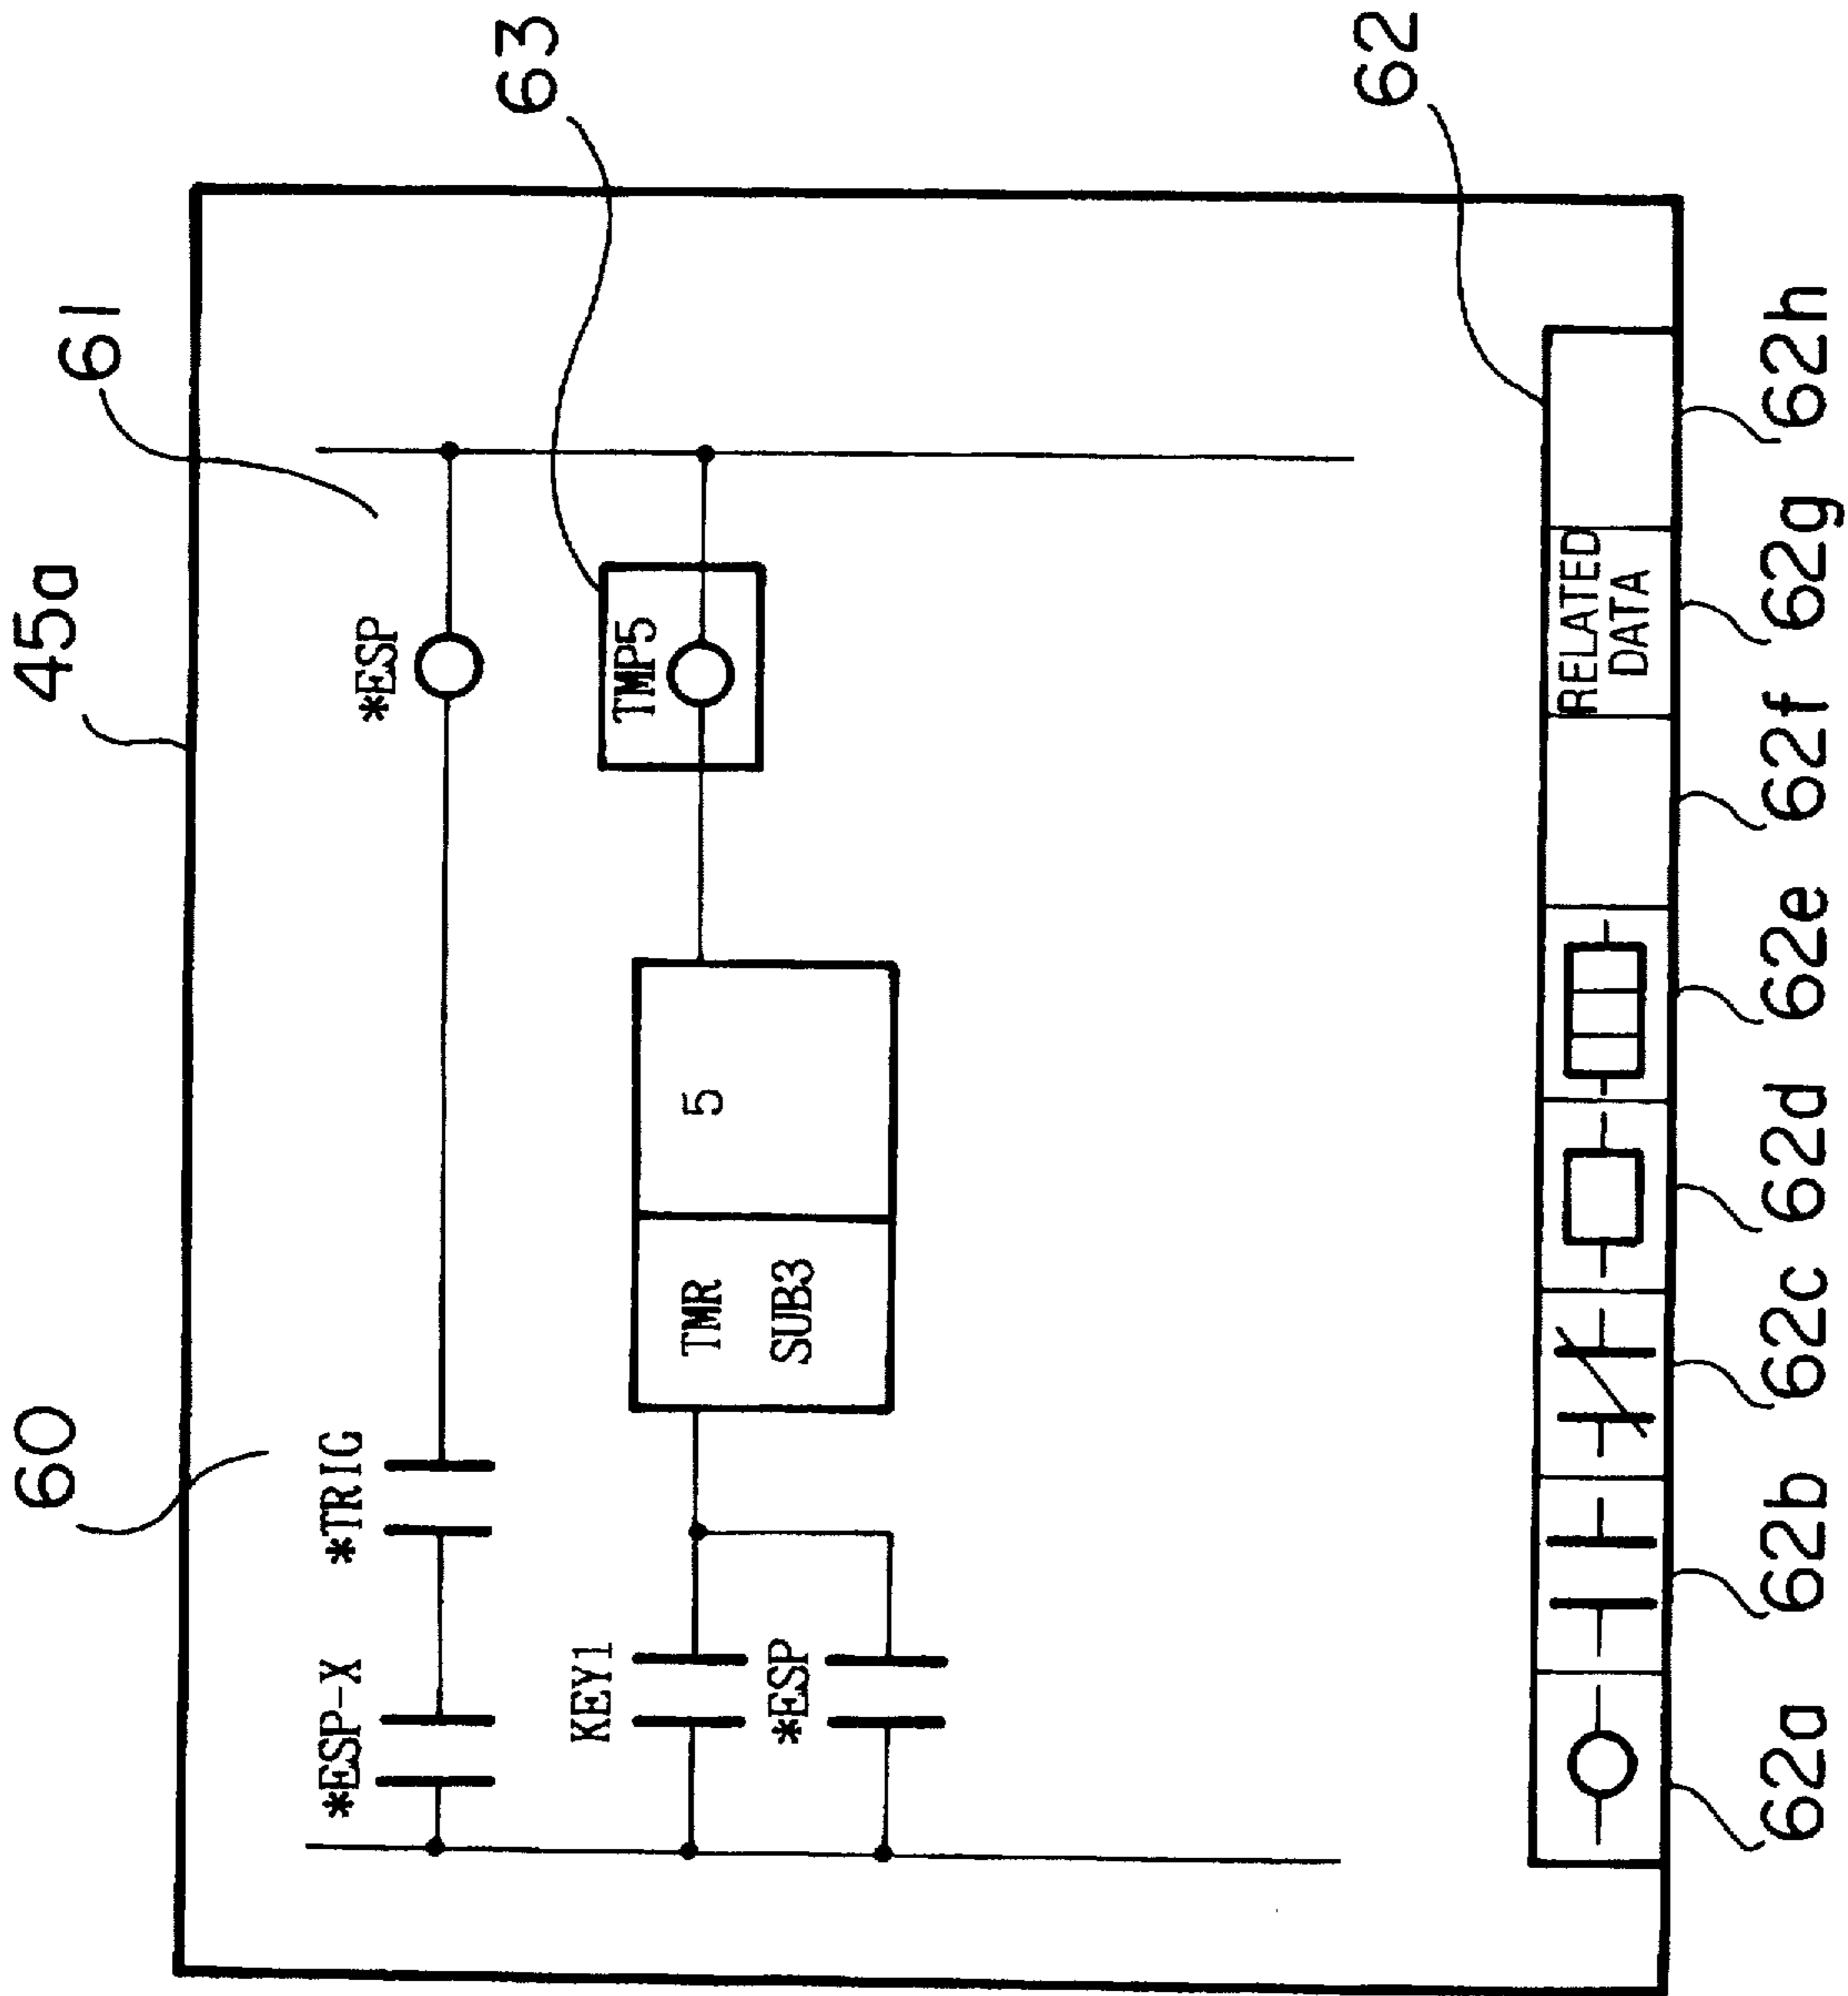 45a
60
61
63
*ESP-X
*TRIG
*ESP
KEY1
TMR
5
TMP5
*ESP
SUB3
62
RELATED
DATA
62a
62b
62c
62d
62e
62f
62g
62h